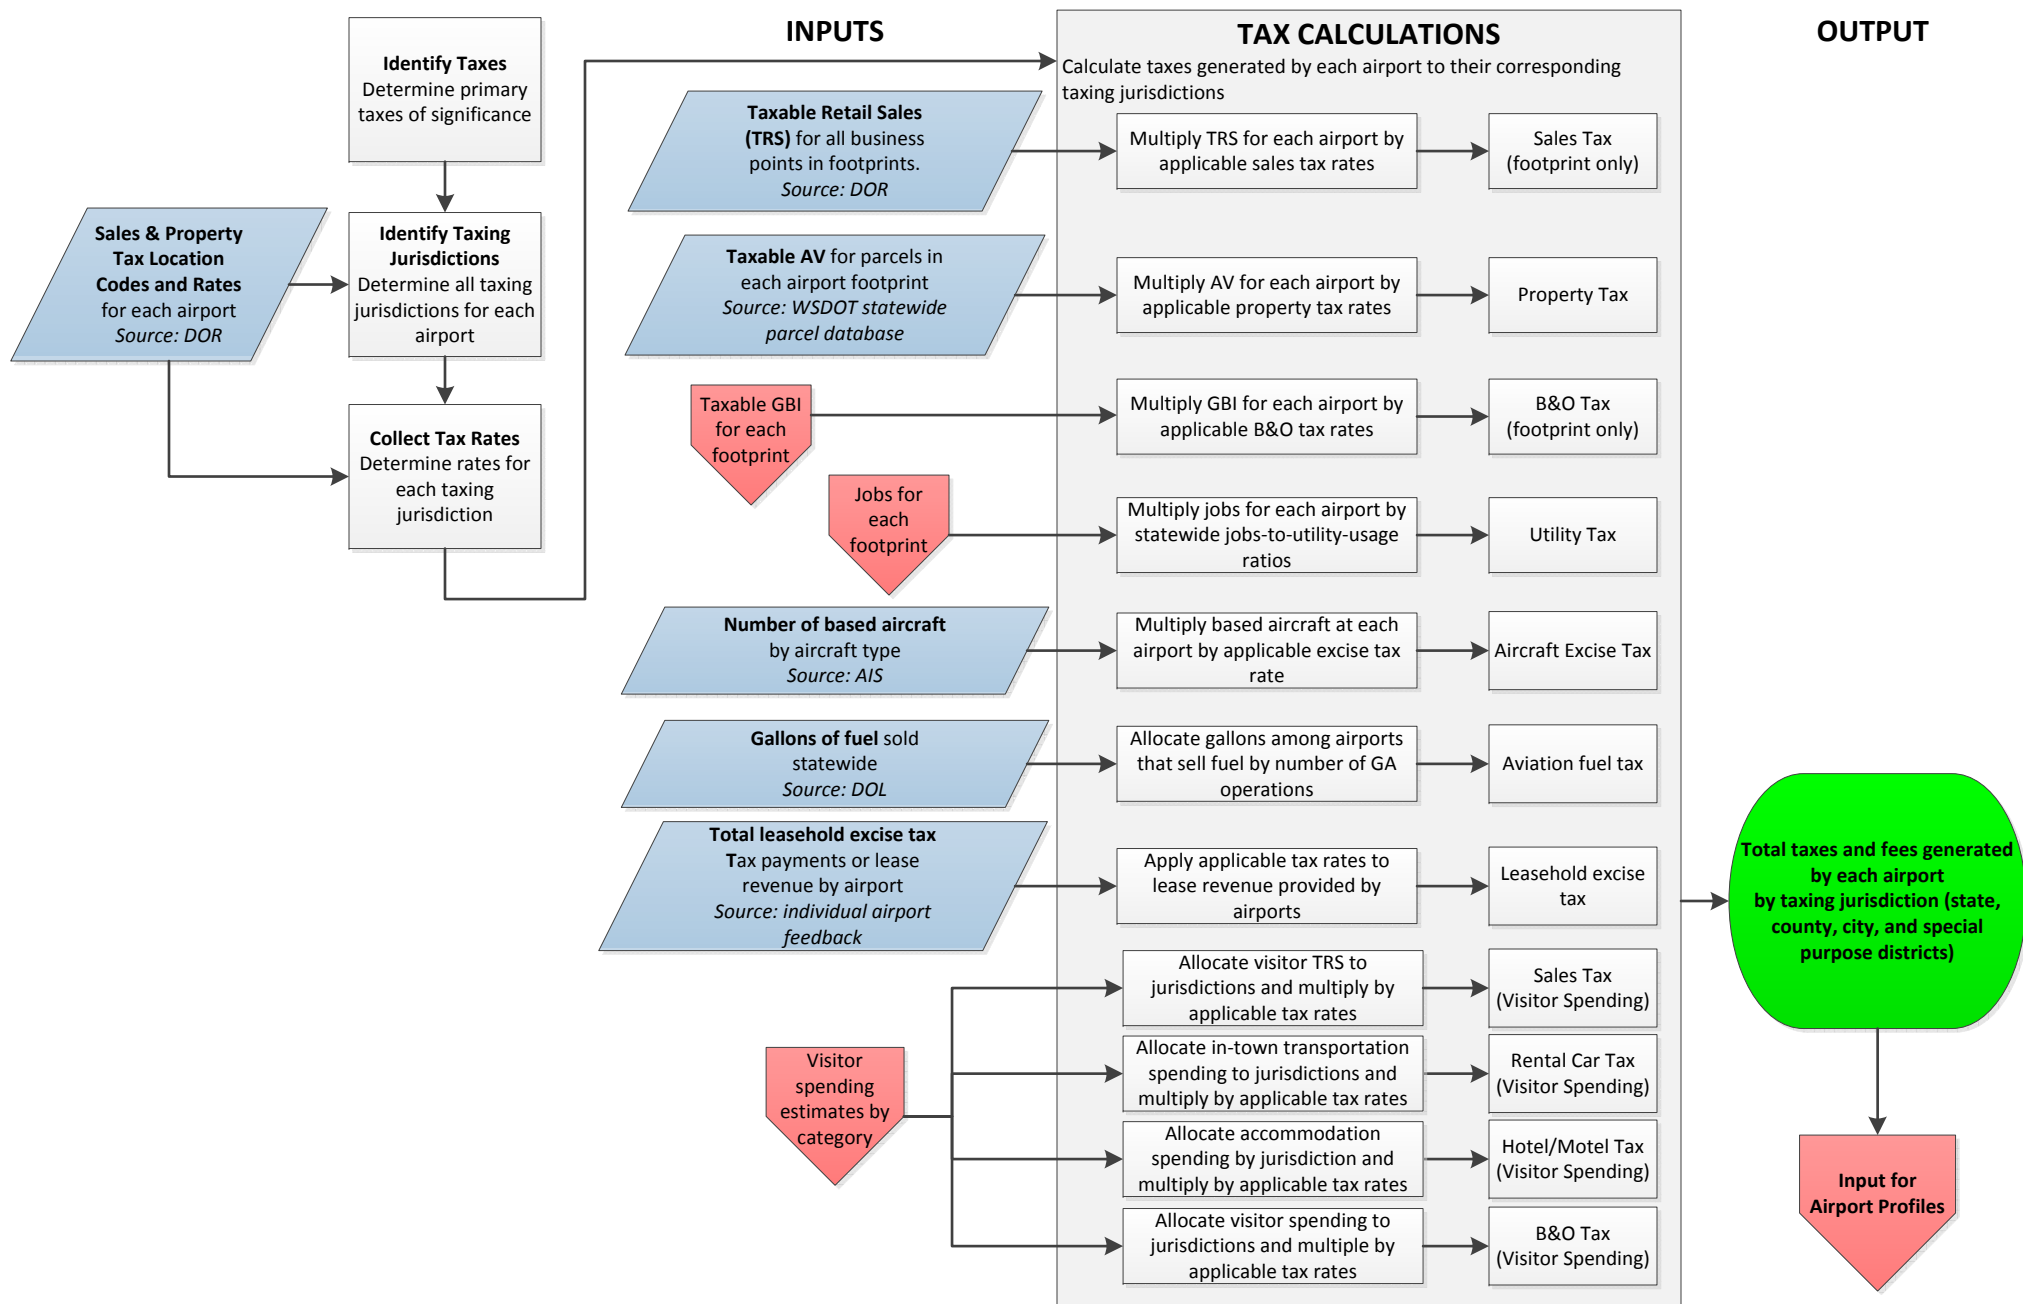 Identify Taxes
Determine primary
taxes of significance
Sales & Property
Tax Location
Codes and Rates
for each airport
Source: DOR
Identify Taxing
Jurisdictions
Determine all taxing
jurisdictions for each
airport
Collect Tax Rates
Determine rates for
each taxing
jurisdiction
INPUTS
TAX CALCULATIONS
OUTPUT
Calculate taxes generated by each airport to their corresponding
taxing jurisdictions
Taxable Retail Sales
(TRS) for all business
points in footprints.
Source: DOR
Multiply TRS for each airport by
applicable sales tax rates
Sales Tax
(footprint only)
Taxable AV for parcels in
each airport footprint
Source: WSDOT statewide
parcel database
Multiply AV for each airport by
applicable property tax rates
Property Tax
Taxable GBI
for each
footprint
Multiply GBI for each airport by
applicable B&O tax rates
B&O Tax
(footprint only)
Jobs for
each
footprint
Multiply jobs for each airport by
statewide jobs-to-utility-usage
ratios
Utility Tax
Number of based aircraft
by aircraft type
Source: AIS
Multiply based aircraft at each
airport by applicable excise tax
rate
Aircraft Excise Tax
Gallons of fuel sold
statewide
Source: DOL
Allocate gallons among airports
that sell fuel by number of GA
operations
Aviation fuel tax
Total leasehold excise tax
Tax payments or lease
revenue by airport
Source: individual airport
feedback
Apply applicable tax rates to
lease revenue provided by
airports
Leasehold excise
tax
Visitor
spending
estimates by
category
Allocate visitor TRS to
jurisdictions and multiply by
applicable tax rates
Sales Tax
(Visitor Spending)
Allocate in-town transportation
spending to jurisdictions and
multiply by applicable tax rates
Rental Car Tax
(Visitor Spending)
Allocate accommodation
spending by jurisdiction and
multiply by applicable tax rates
Hotel/Motel Tax
(Visitor Spending)
Allocate visitor spending to
jurisdictions and multiple by
applicable tax rates
B&O Tax
(Visitor Spending)
Total taxes and fees generated
by each airport
by taxing jurisdiction (state,
county, city, and special
purpose districts)
Input for
Airport Profiles